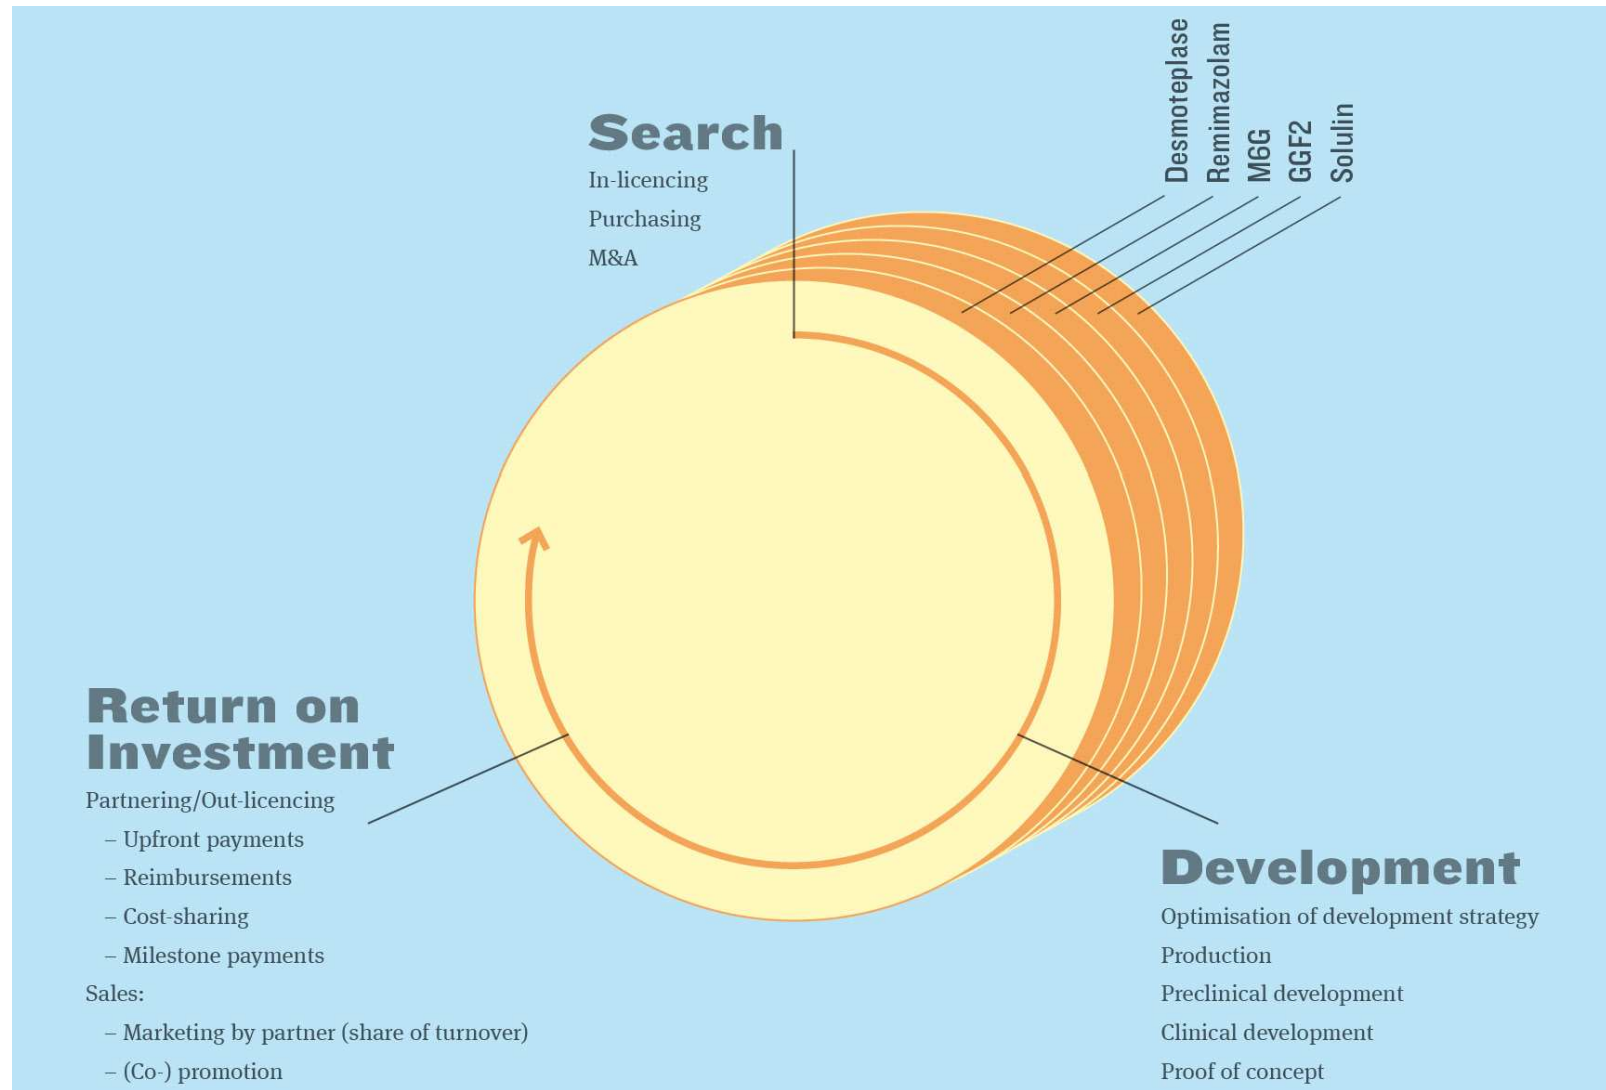 Desmoteplase
Remimazolam
M6G
GGF2
Solulin
Search
In-licencing
Purchasing
M&A
Return on
Investment
Partnering/Out-licencing
– Upfront payments
– Reimbursements
– Cost-sharing
– Milestone payments
Sales:
– Marketing by partner (share of turnover)
– (Co-) promotion
Development
Optimisation of development strategy
Production
Preclinical development
Clinical development
Proof of concept